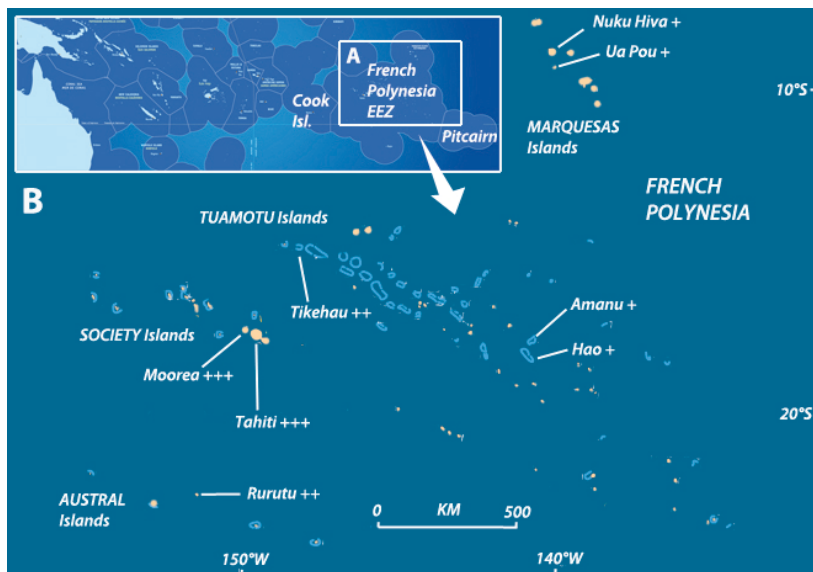 A
French
Polynesia
EEZ
Cook
Isl.
Pitcairn
Nuku Hiva +
Ua Pou +
10°S
MARQUESAS
Islands
B
FRENCH
POLYNESIA
TUAMOTU Islands
Tikehau ++
Amanu +
Hao +
SOCIETY Islands
Moorea +++
Tahiti +++
20°S
AUSTRAL
Islands
Rurutu ++
0 KM 500
150°W 140°W